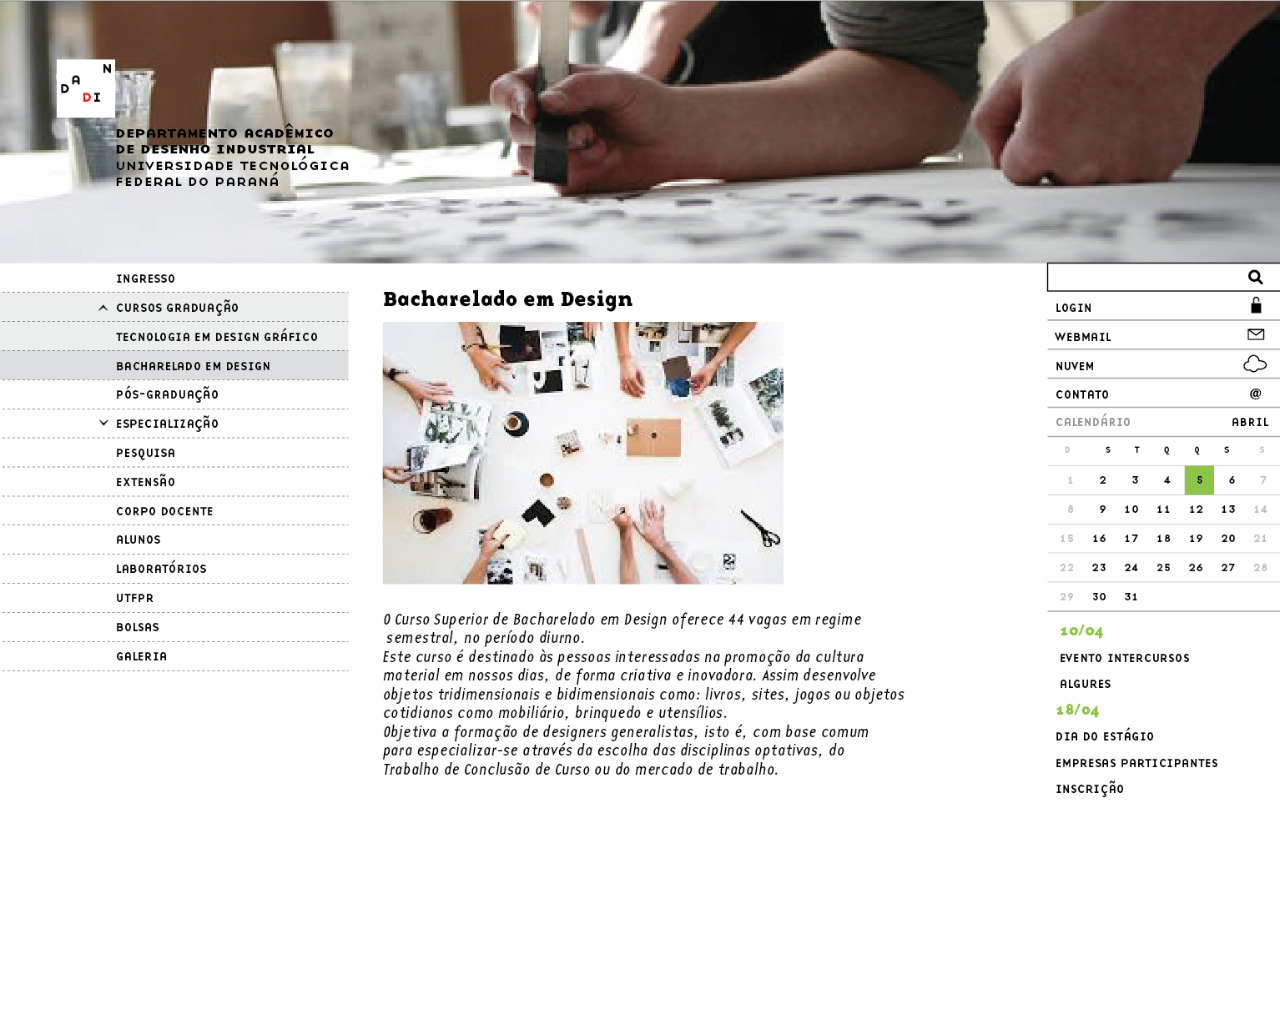 N
A
D
DI
DEPARTAMENTO ACADÊMICO
DE DESENHO INDUSTRIAL
UNIVERSIDADE TECNOLÓGICA
FEDERAL DO PARANÁ
INGRESSO
CURSOS GRADUAÇÃO
TECNOLOGIA EM DESIGN GRÁFICO
BACHARELADO EM DESIGN
PÓS-GRADUAÇÃO
ESPECIALIZAÇÃO
PESQUISA
EXTENSÃO
CORPO DOCENTE
ALUNOS
LABORATÓRIOS
UTFPR
BOLSAS
GALERIA
Bacharelado em Design
O Curso Superior de Bacharelado em Design oferece 44 vagas em regime
semestral, no período diurno.
Este curso é destinado às pessoas interessadas na promoção da cultura
material em nossos dias, de forma criativa e inovadora. Assim desenvolve
objetos tridimensionais e bidimensionais como: livros, sites, jogos ou objetos
cotidianos como mobiliário, brinquedo e utensílios.
Objetiva a formação de designers generalistas, isto é, com base comum
para especializar-se através da escolha das disciplinas optativas, do
Trabalho de Conclusão de Curso ou do mercado de trabalho.
LOGIN
WEBMAIL
NUVEM
CONTATO @
CALENDÁRIO ABRIL
D S T Q Q S S
1 2 3 4 5 6 7
8 9 10 11 12 13 14
15 16 17 18 19 20 21
22 23 24 25 26 27 28
29 30 31
10/04
EVENTO INTERCURSOS
ALGURES
18/04
DIA DO ESTÁGIO
EMPRESAS PARTICIPANTES
INSCRIÇÃO